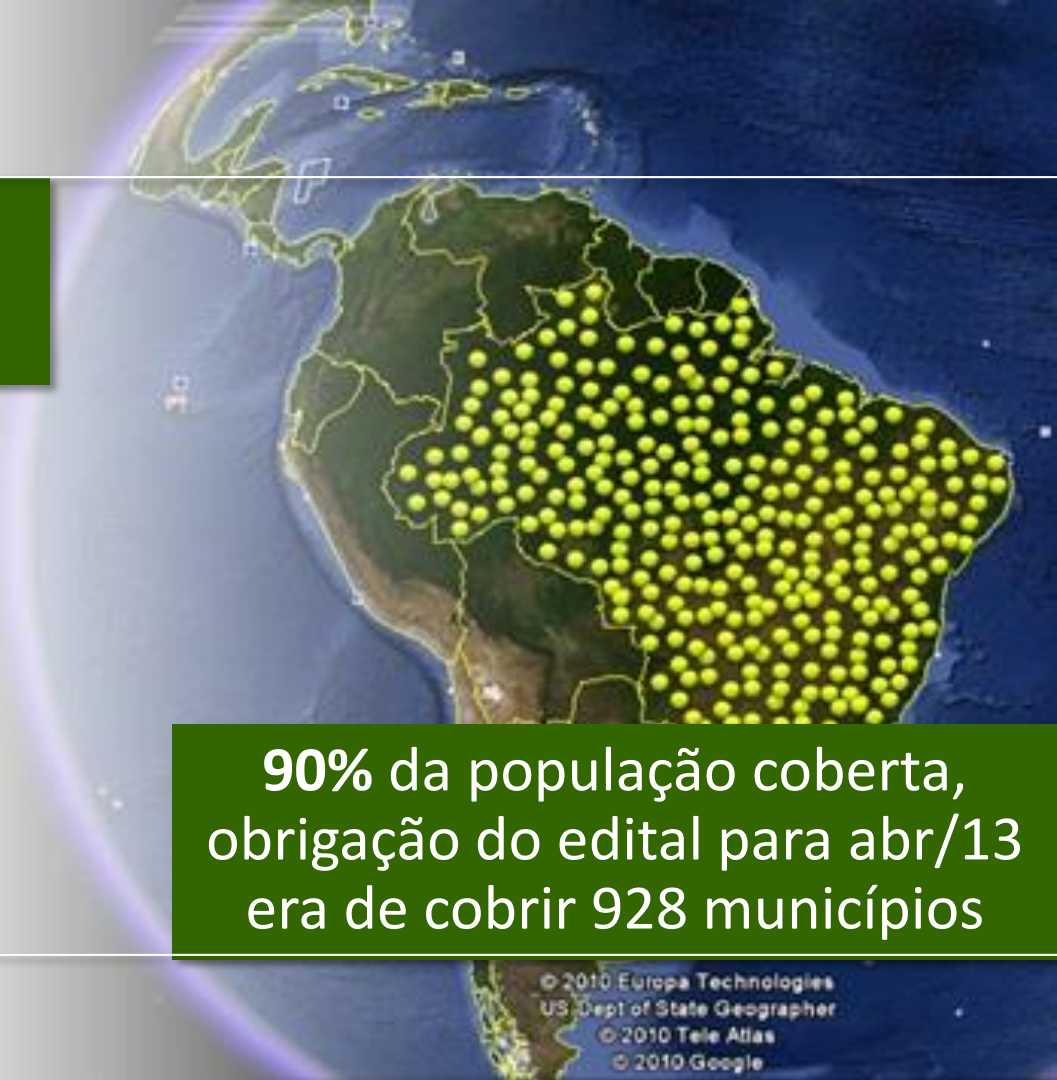 90% da população coberta,
obrigação do edital para abr/13
era de cobrir 928 municípios
© 2010 Europa Technologies
US Dept of State Geographer
© 2010 Tele Atlas
© 2010 Google